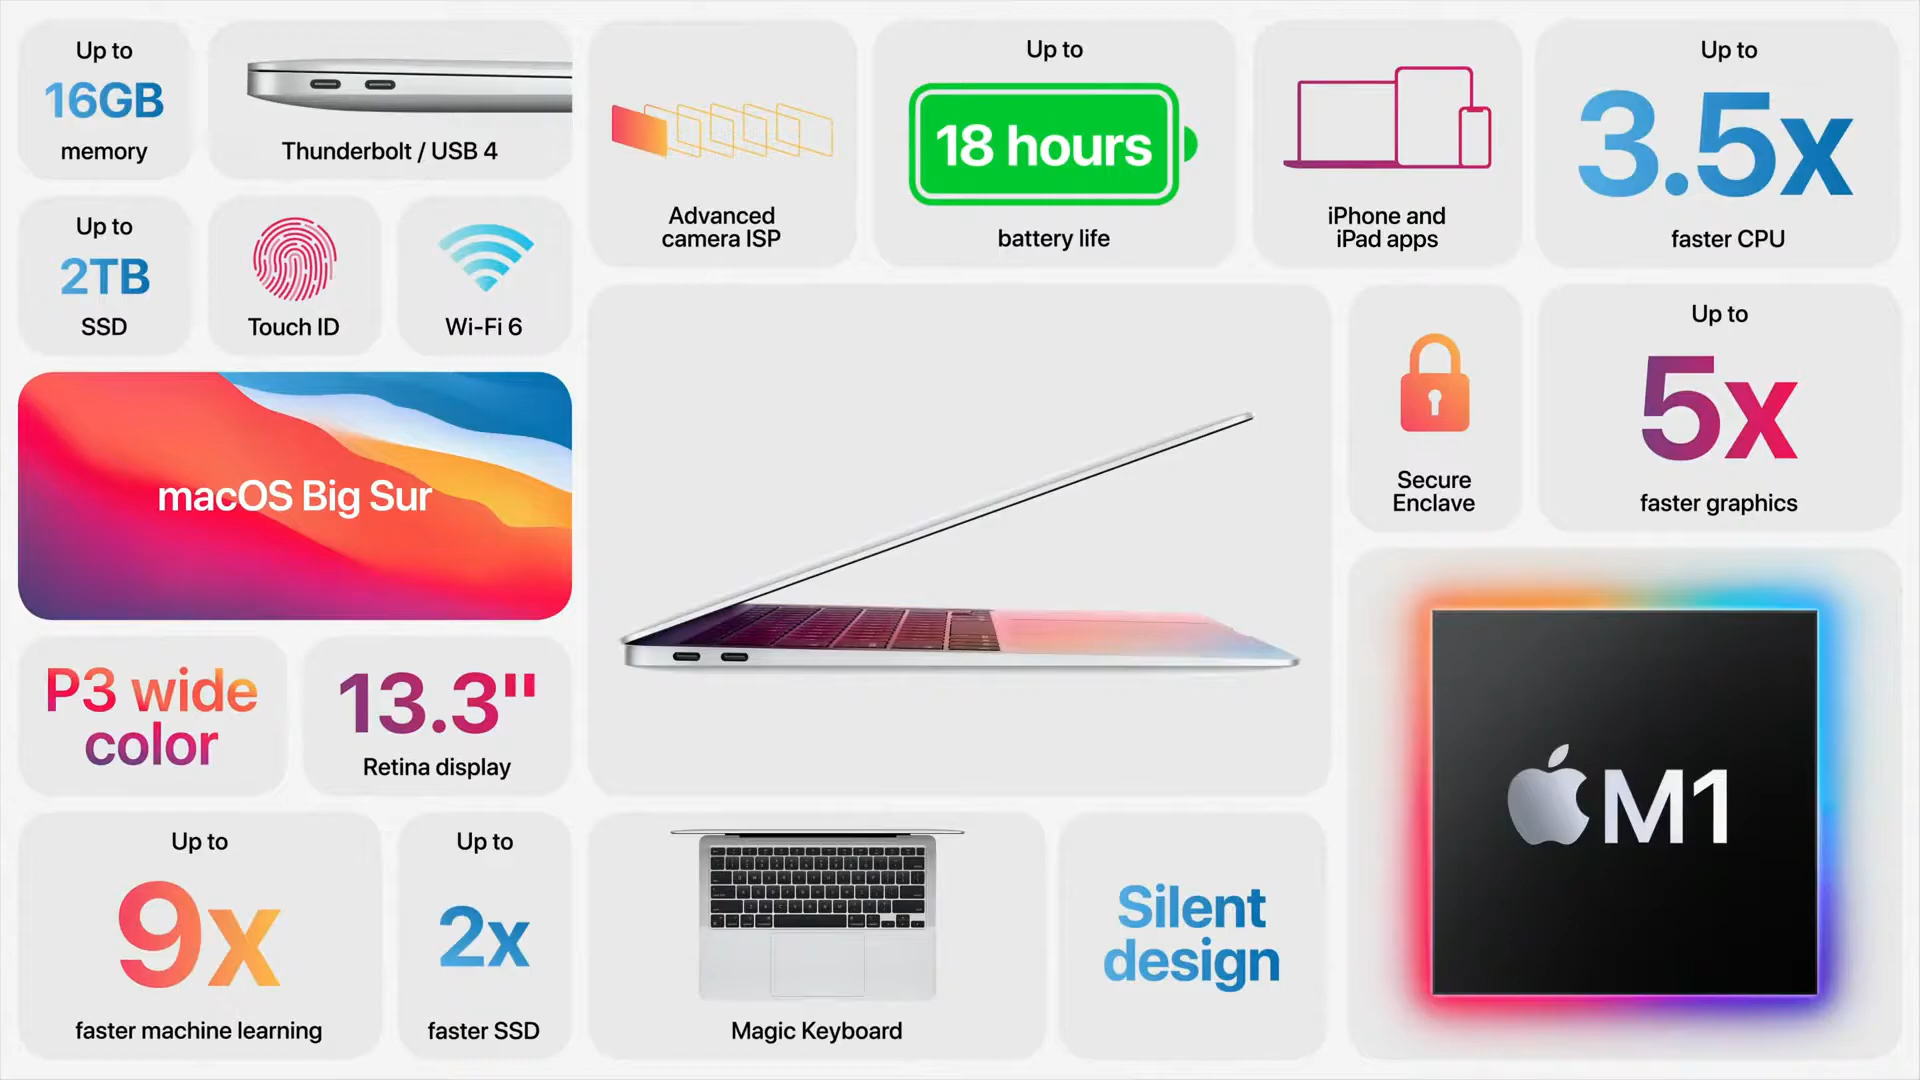 Up to
16GB
memory
Thunderbolt / USB 4
Advanced
camera ISP
Up to
18 hours
battery life
iPhone and
iPad apps
Up to
3.5x
faster CPU
Up to
2TB
SSD
Touch ID
Wi-Fi 6
macOS Big Sur
Secure
Enclave
Up to
5x
faster graphics
P3 wide
color
13.3"
Retina display
M1
Up to
9x
faster machine learning
Up to
2x
faster SSD
Magic Keyboard
Silent
design